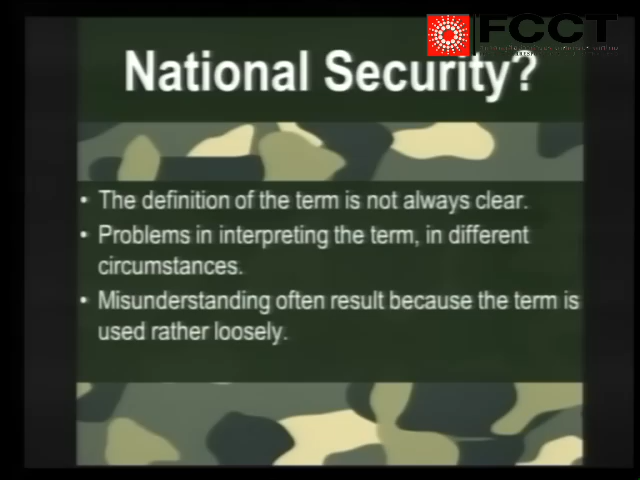 FCCT
National Security?
• The definition of the term is not always clear.
• Problems in interpreting the term, in different
circumstances.
• Misunderstanding often result because the term is
used rather loosely.